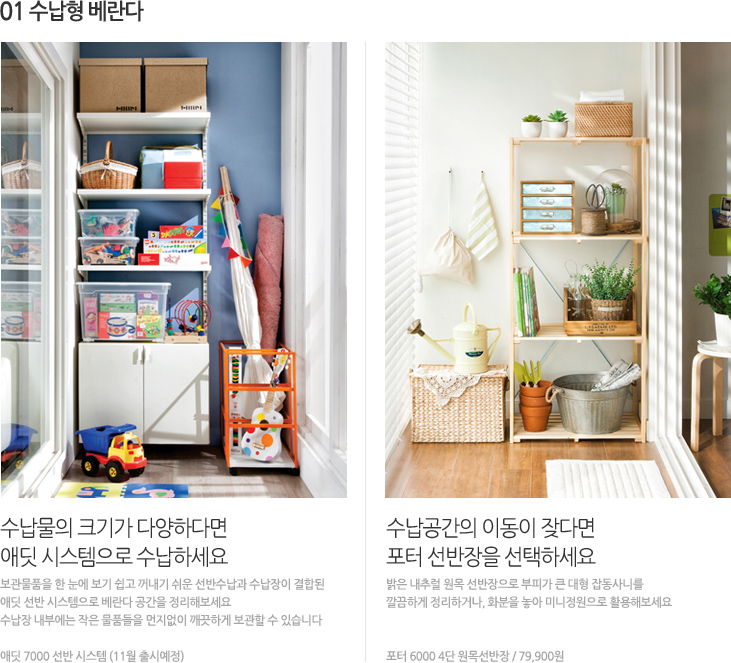 01 수납형 베란다
수납물의 크기가 다양하다면
애딧 시스템으로 수납하세요
보관물품을 한 눈에 보기 쉽고 꺼내기 쉬운 선반수납과 수납장이 결합된
애딧 선반 시스템으로 베란다 공간을 정리해보세요
수납장 내부에는 작은 물품들을 먼지없이 깨끗하게 보관할 수 있습니다
애딧 7000 선반 시스템 (11월 출시예정)
수납공간의 이동이 잦다면
포터 선반장을 선택하세요
밝은 내추럴 원목 선반장으로 부피가 큰 대형 잡동사니를
깔끔하게 정리하거나, 화분을 놓아 미니정원으로 활용해보세요
포터 6000 4단 원목선반장 / 79,900원